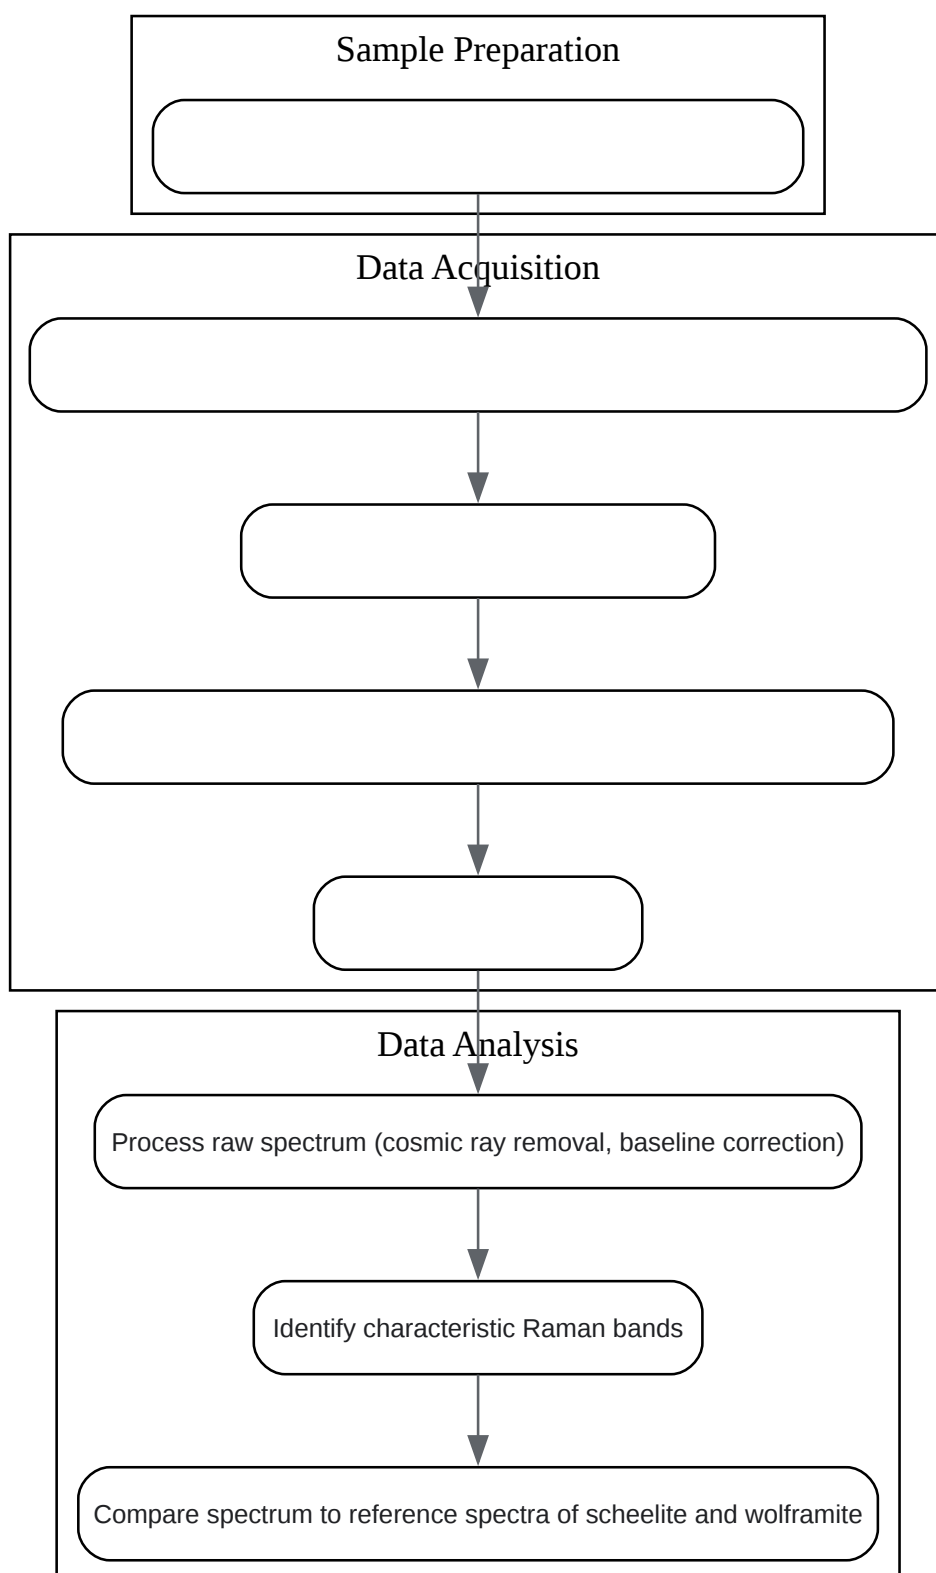 Sample Preparation
Data Acquisition
Data Analysis
Process raw spectrum (cosmic ray removal, baseline correction)
Identify characteristic Raman bands
Compare spectrum to reference spectra of scheelite and wolframite